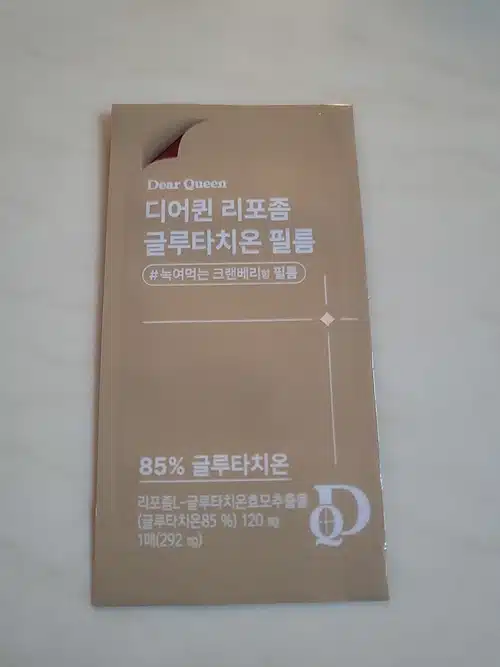 Dear Queen
디어퀸 리포좀
글루타치온 필름
#녹여먹는 크랜베리향 필름
85% 글루타치온
리포좀L-글루타치온효모추출물
(글루타치온85 %) 120 mg
1매(292 mg)
DQ